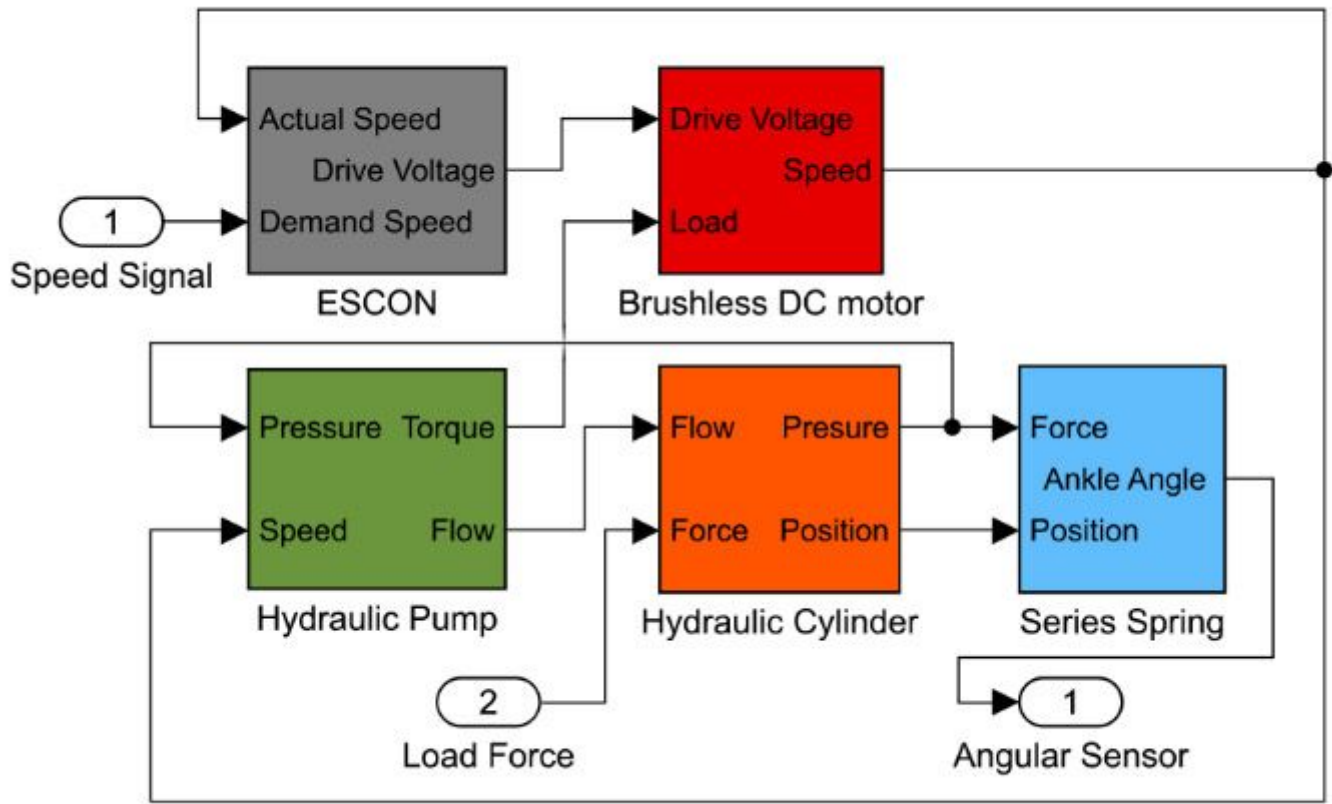 Actual Speed
Drive Voltage
Demand Speed
ESCON
1
Speed Signal
Drive Voltage
Speed
Load
Brushless DC motor
Pressure
Torque
Speed
Flow
Hydraulic Pump
Flow
Presure
Force
Position
Hydraulic Cylinder
Force
Ankle Angle
Position
Series Spring
2
Load Force
1
Angular Sensor